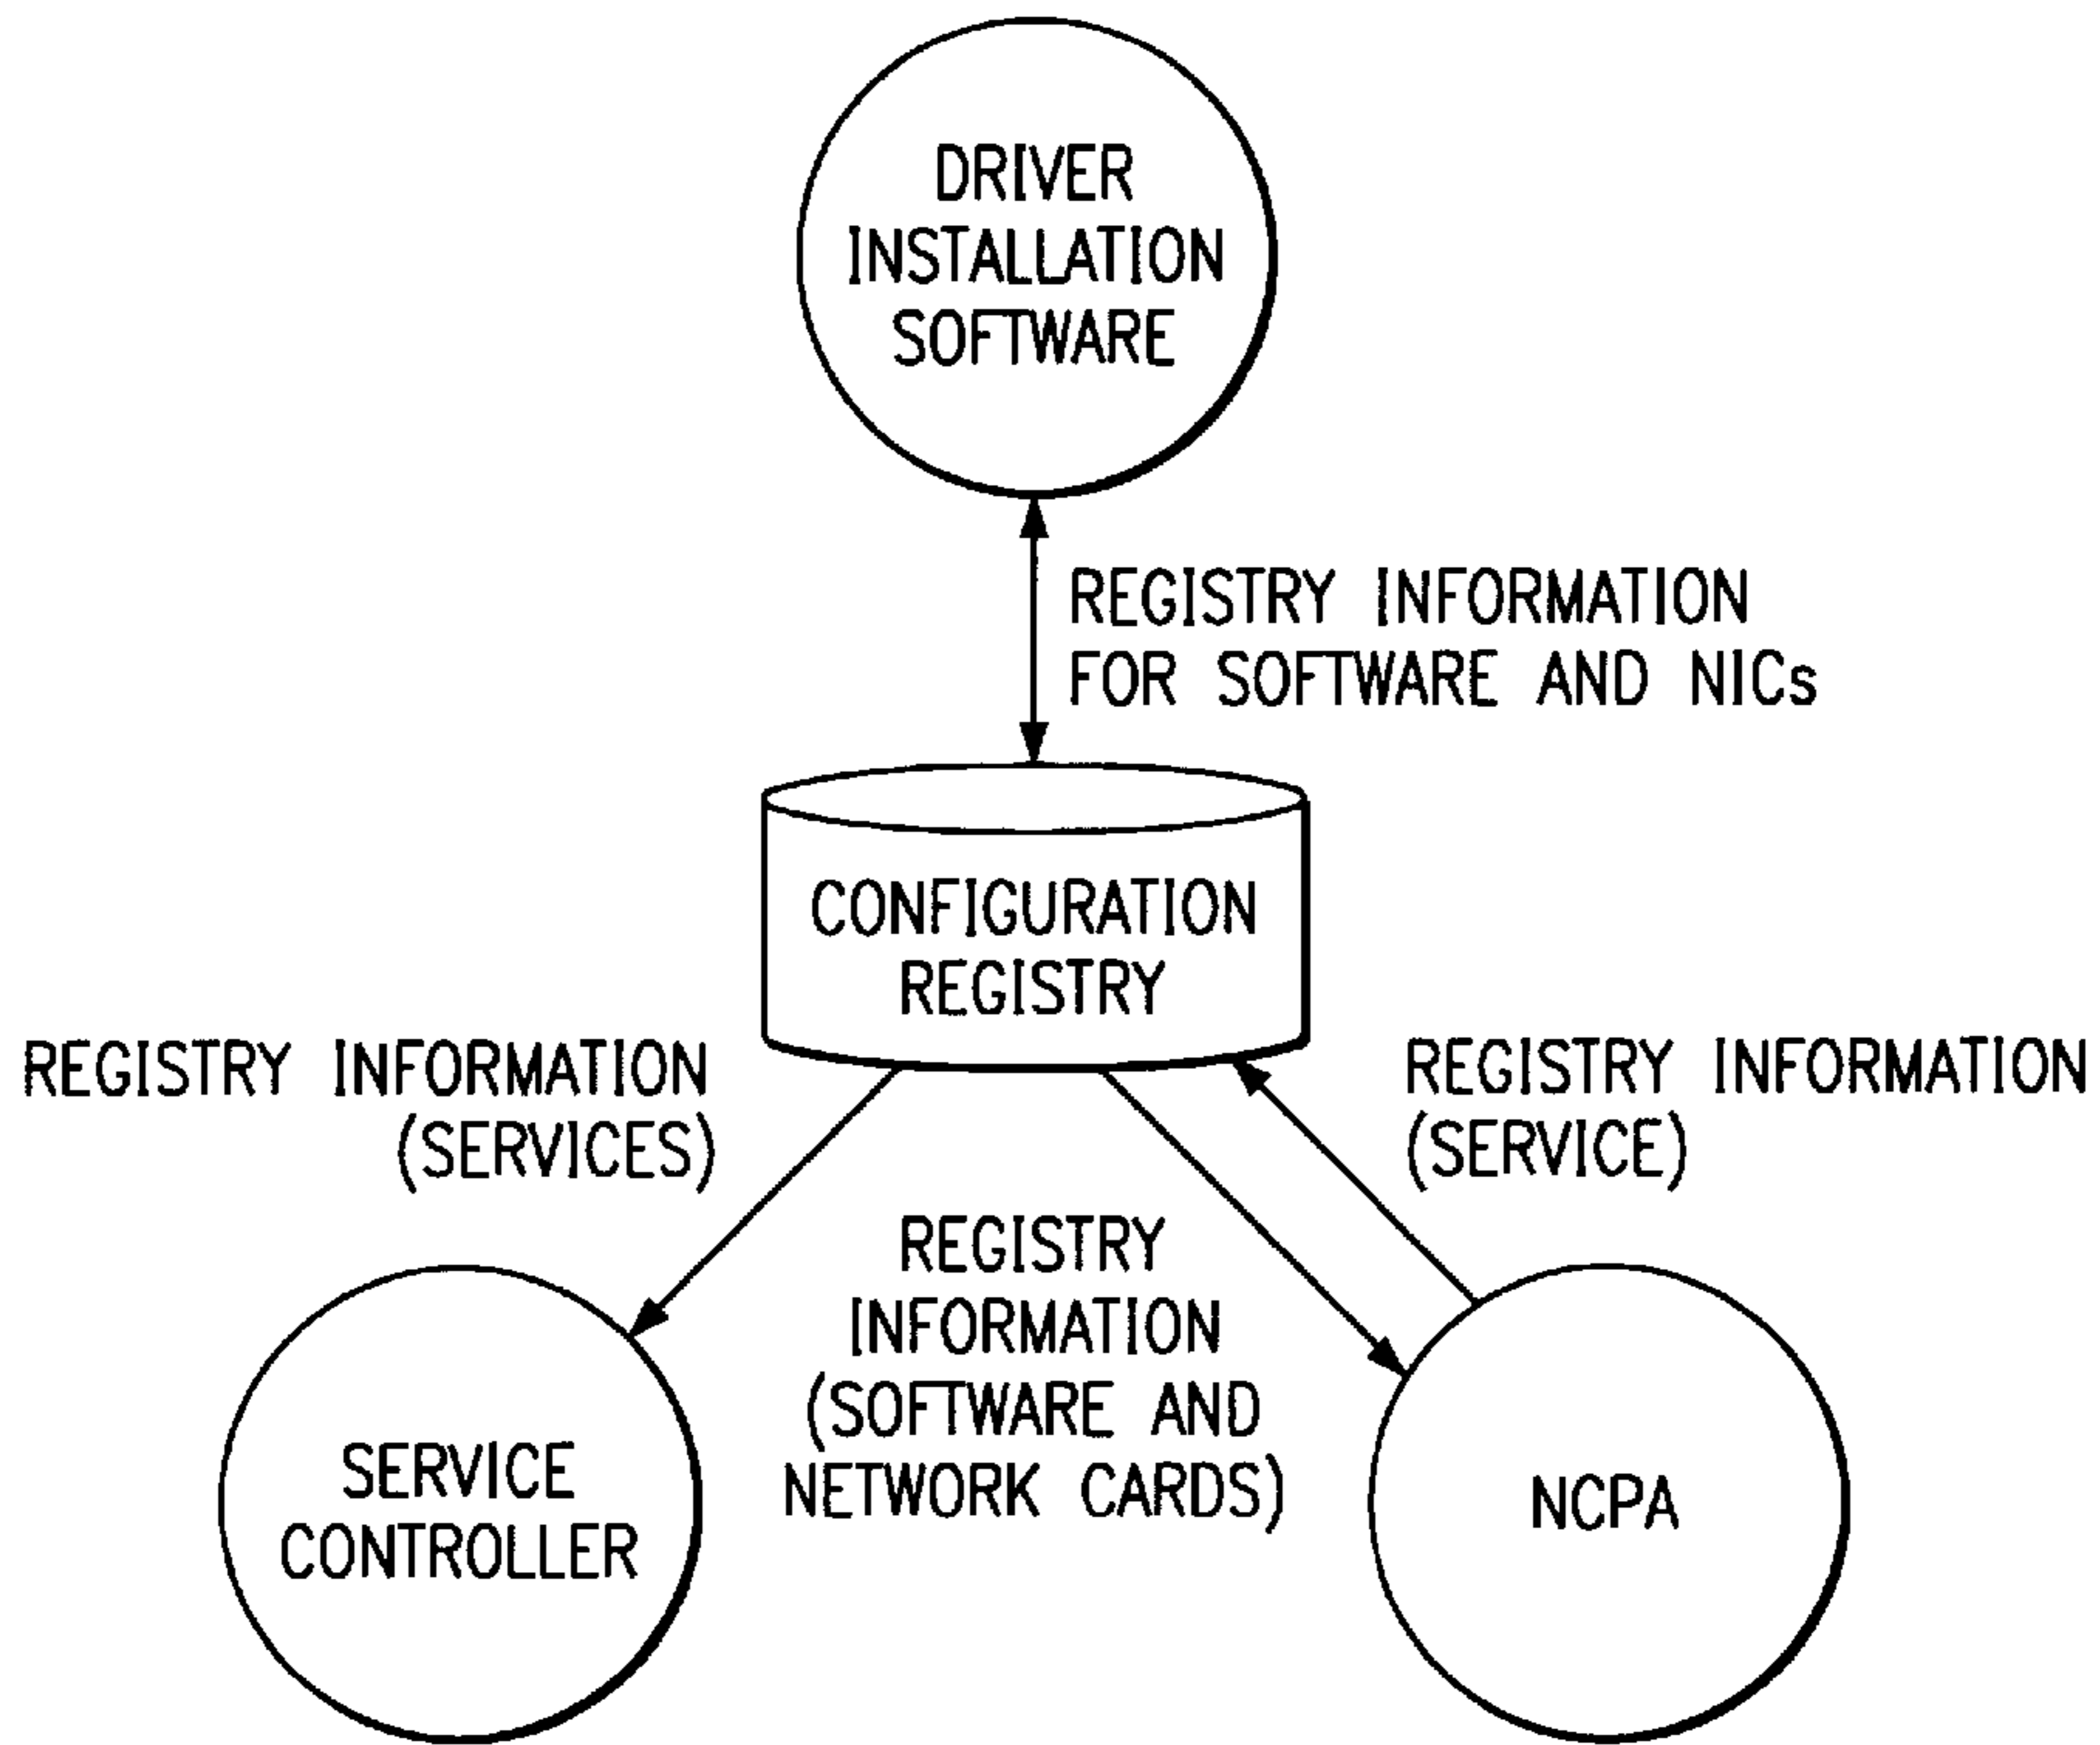 DRIVER
INSTALLATION
SOFTWARE
REGISTRY INFORMATION
FOR SOFTWARE AND NICs
CONFIGURATION
REGISTRY
REGISTRY INFORMATION
(SERVICES)
REGISTRY INFORMATION
(SERVICE)
REGISTRY
INFORMATION
(SOFTWARE AND
NETWORK CARDS)
SERVICE
CONTROLLER
NCPA